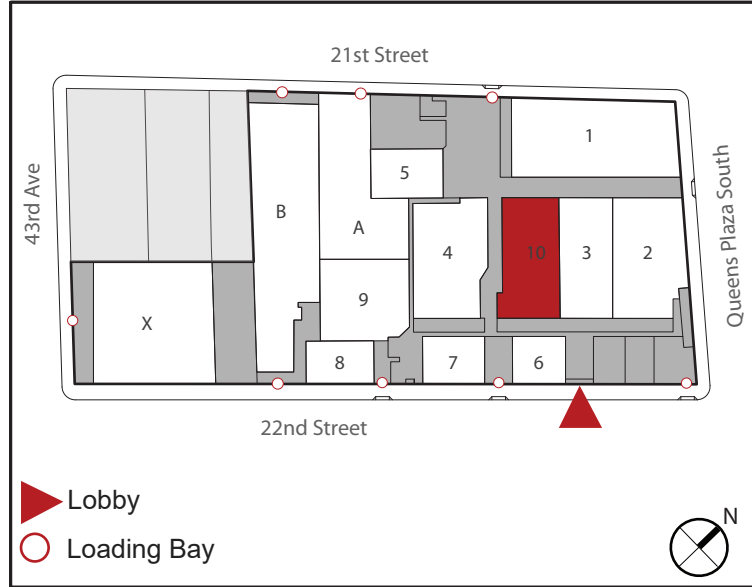 21st Street
43rd Ave
Queens Plaza South
1
5
B
A
4
10
3
2
9
X
8
7
6
22nd Street
Lobby
Loading Bay
N